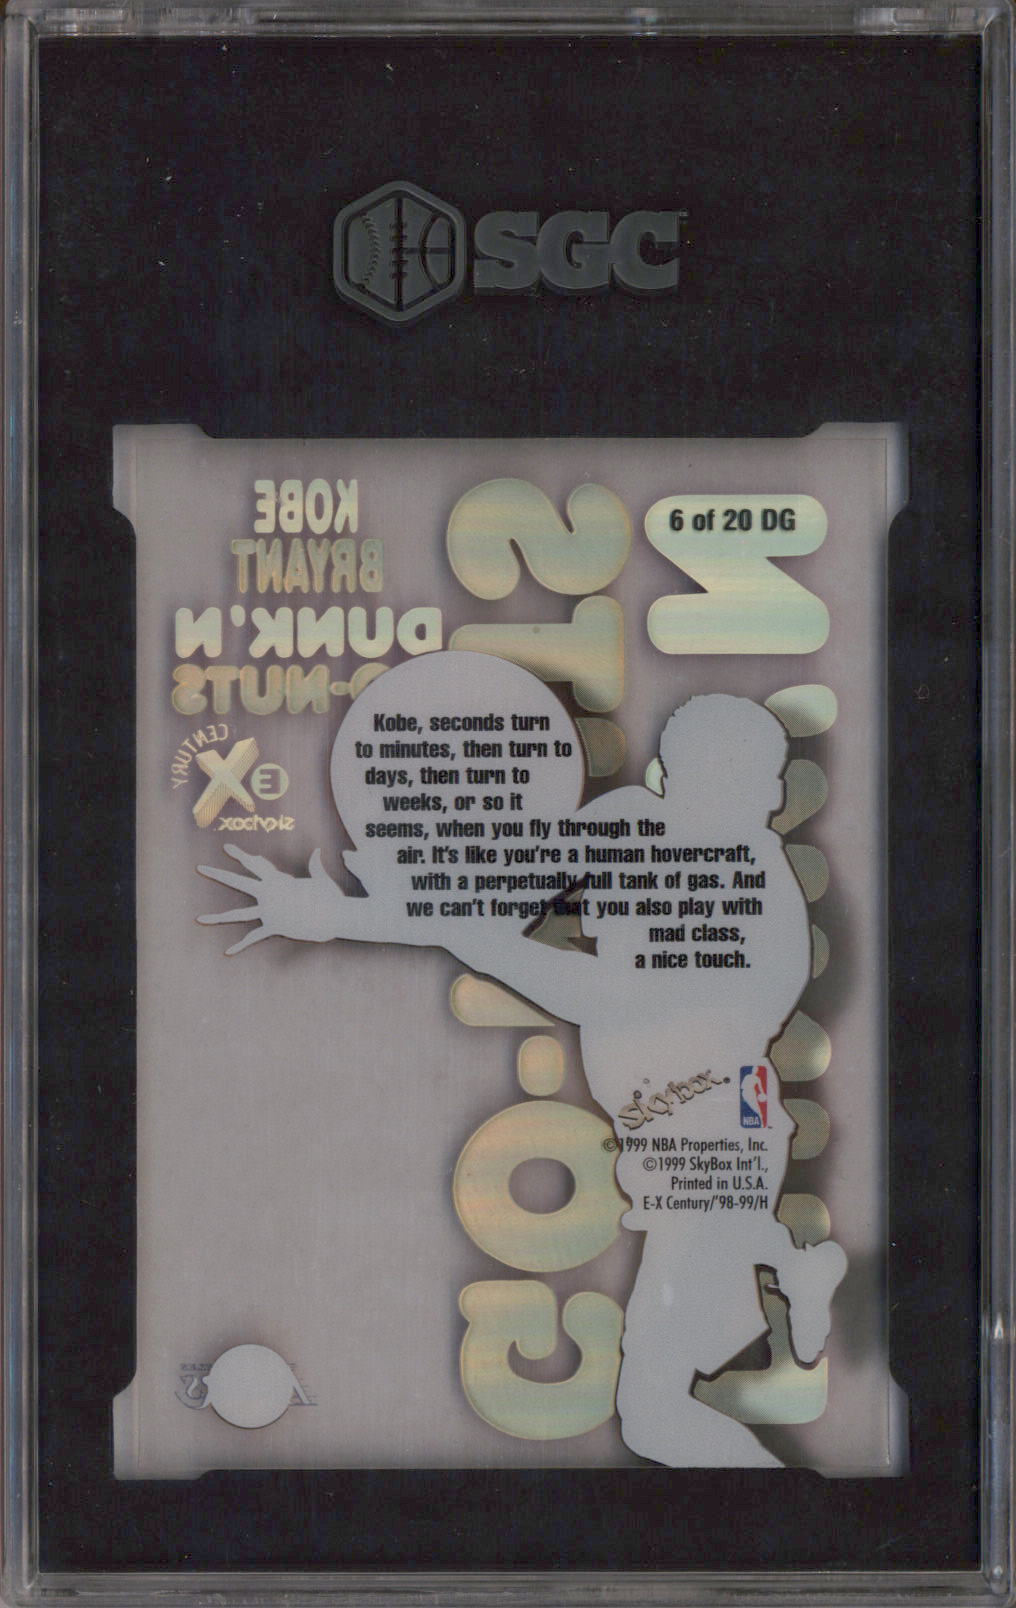 SGC
6 of 20 DG
KOBE
BRYANT
DUNK'N
CENTURY
E X
skybox
Kobe, seconds turn
to minutes, then turn to
days, then turn to
weeks, or so it
seems, when you fly through the
air. It's like you're a human hovercraft,
with a perpetually full tank of gas. And
we can't forget that you also play with
mad class,
a nice touch.
skybox
NBA
©1999 NBA Properties, Inc.
©1999 SkyBox Int'l.,
Printed in U.S.A.
E-X Century/'98-99/H